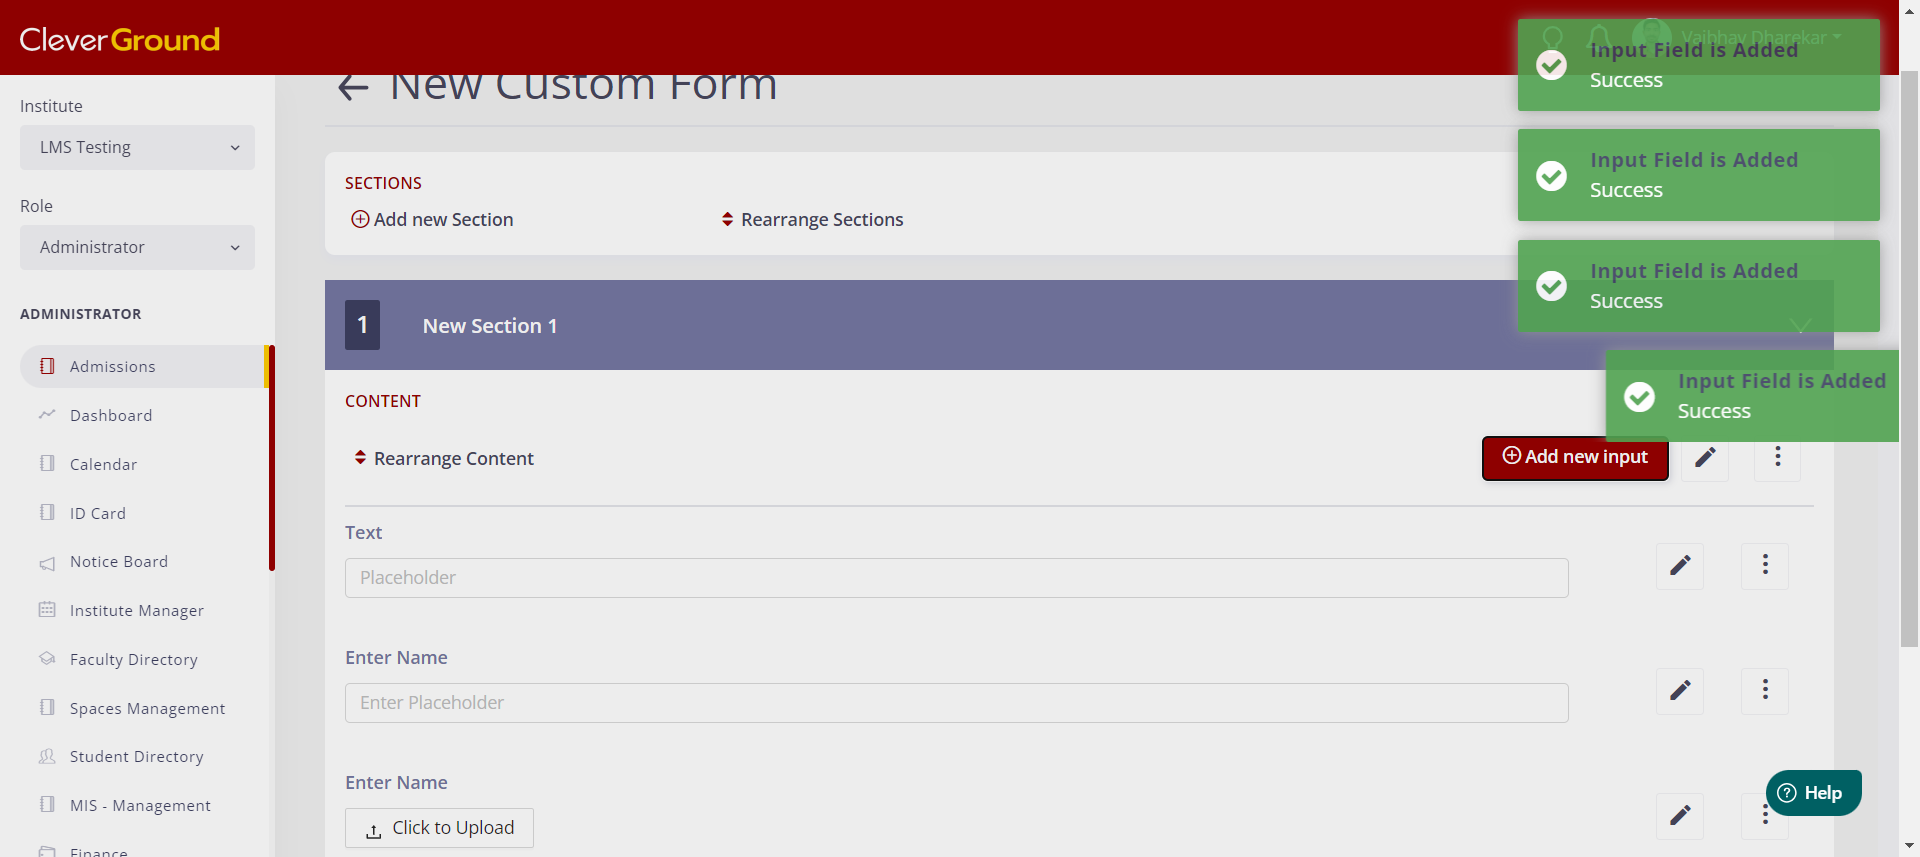 CleverGround
Vaibhav Dharekar
Institute
LMS Testing
Role
Administrator
ADMINISTRATOR
Admissions
Dashboard
Calendar
ID Card
Notice Board
Institute Manager
Faculty Directory
Spaces Management
Student Directory
MIS - Management
Finance
New Custom Form
SECTIONS
Add new Section
Rearrange Sections
1
New Section 1
CONTENT
Rearrange Content
Add new input
Text
Placeholder
Enter Name
Enter Placeholder
Enter Name
Click to Upload
Input Field is Added
Success
Input Field is Added
Success
Input Field is Added
Success
Input Field is Added
Success
Help